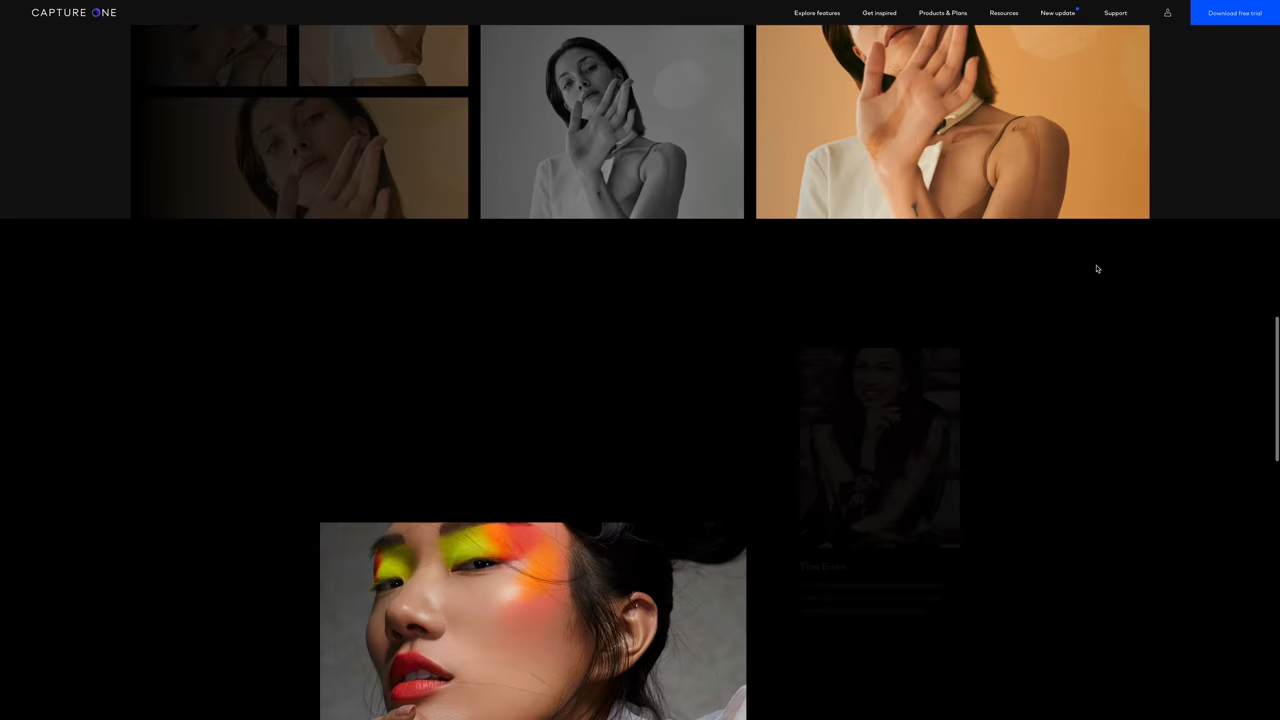 CAPTURE ONE
Explore features
Get inspired
Products & Plans
Resources
New update
Support
Download free trial